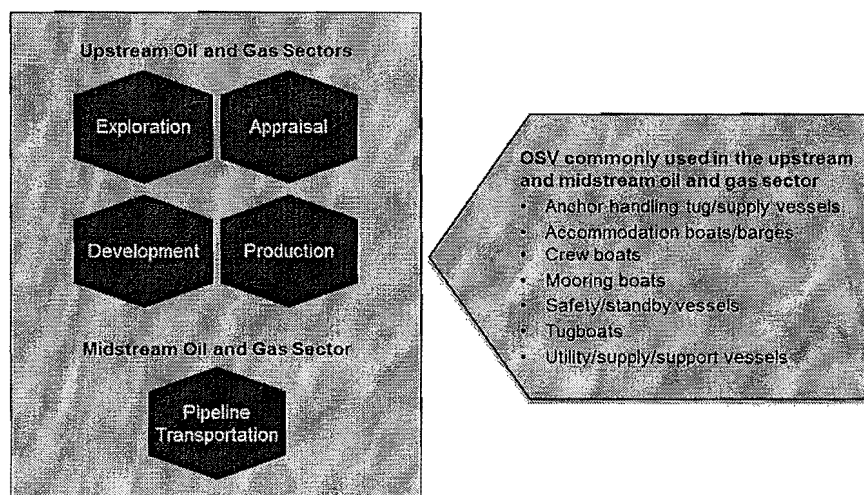 Upstream Oil and Gas Sectors
Exploration
Appraisal
Development
Production
Midstream Oil and Gas Sector
Pipeline
Transportation
OSV commonly used in the upstream
and midstream oil and gas sector
• Anchor handling tug/supply vessels
• Accommodation boats/barges
• Crew boats
• Mooring boats
• Safety/standby vessels
• Tugboats
• Utility/supply/support vessels